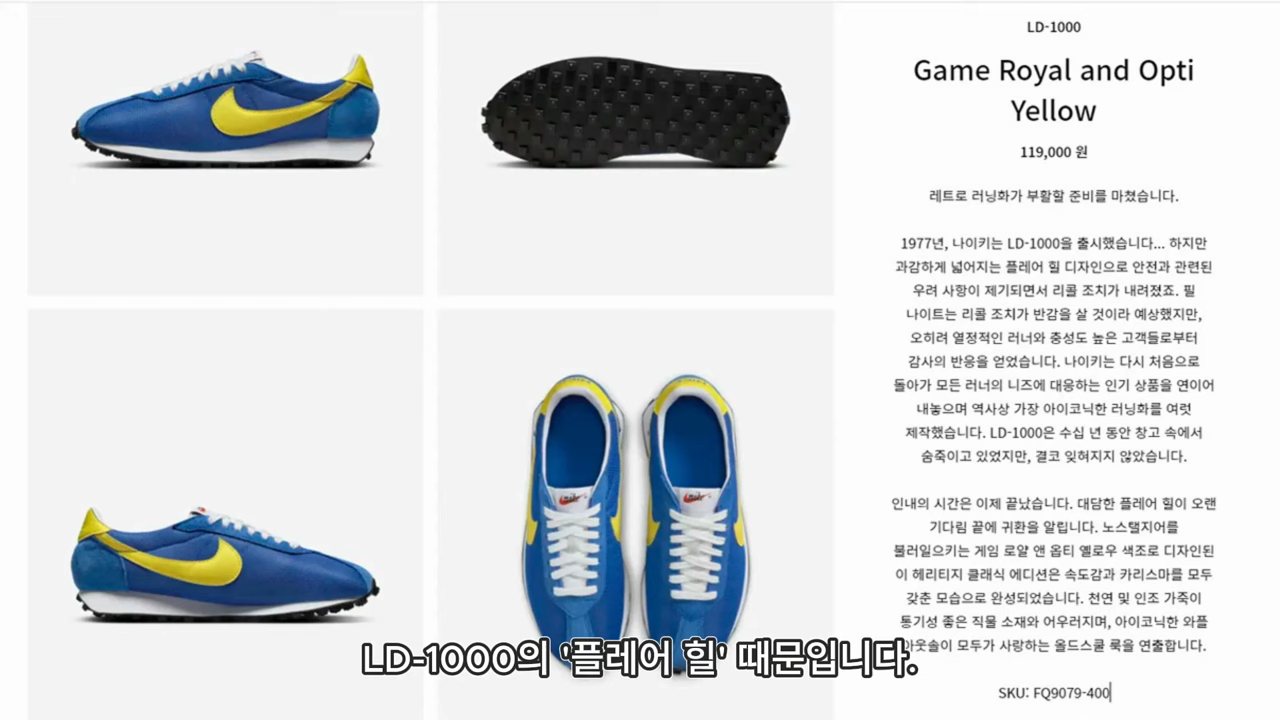 LD-1000
Game Royal and Opti
Yellow
119,000 원
레트로 러닝화가 부활할 준비를 마쳤습니다.
1977년, 나이키는 LD-1000을 출시했습니다... 하지만
과감하게 넓어지는 플레어 힐 디자인으로 안전과 관련된
우려 사항이 제기되면서 리콜 조치가 내려졌죠. 필
나이트는 리콜 조치가 반감을 살 것이라 예상했지만,
오히려 열정적인 러너와 충성도 높은 고객들로부터
감사의 반응을 얻었습니다. 나이키는 다시 처음으로
돌아가 모든 러너의 니즈에 대응하는 인기 상품을 연이어
내놓으며 역사상 가장 아이코닉한 러닝화를 여럿
제작했습니다. LD-1000은 수십 년 동안 창고 속에서
숨죽이고 있었지만, 결코 잊혀지지 않았습니다.
인내의 시간은 이제 끝났습니다. 대담한 플레어 힐이 오랜
기다림 끝에 귀환을 알립니다. 노스탤지어를
불러일으키는 게임 로얄 앤 옵티 옐로우 색조로 디자인된
이 헤리티지 클래식 에디션은 속도감과 카리스마를 모두
갖춘 모습으로 완성되었습니다. 천연 및 인조 가죽이
통기성 좋은 직물 소재와 어우러지며, 아이코닉한 와플
아웃솔이 모두가 사랑하는 올드스쿨 룩을 연출합니다.
LD-1000의 '플레어 힐' 때문입니다.
SKU: FQ9079-400